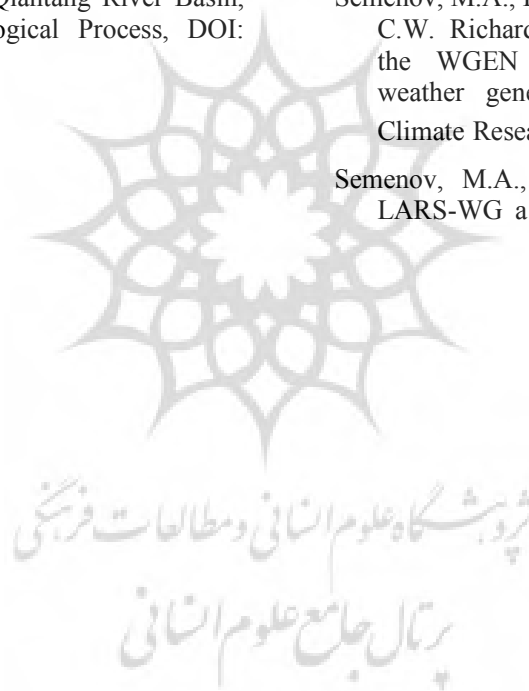 Qiantang River Basin,
ogical Process, DOI:
Semenov, M.A.,
C.W. Richard
the WGEN
weather gene
Climate Resea
Semenov, M.A.,
LARS-WG a
پژوهشگاه علوم انسانی و مطالعات فرهنگی
پرتال جامع علوم انسانی